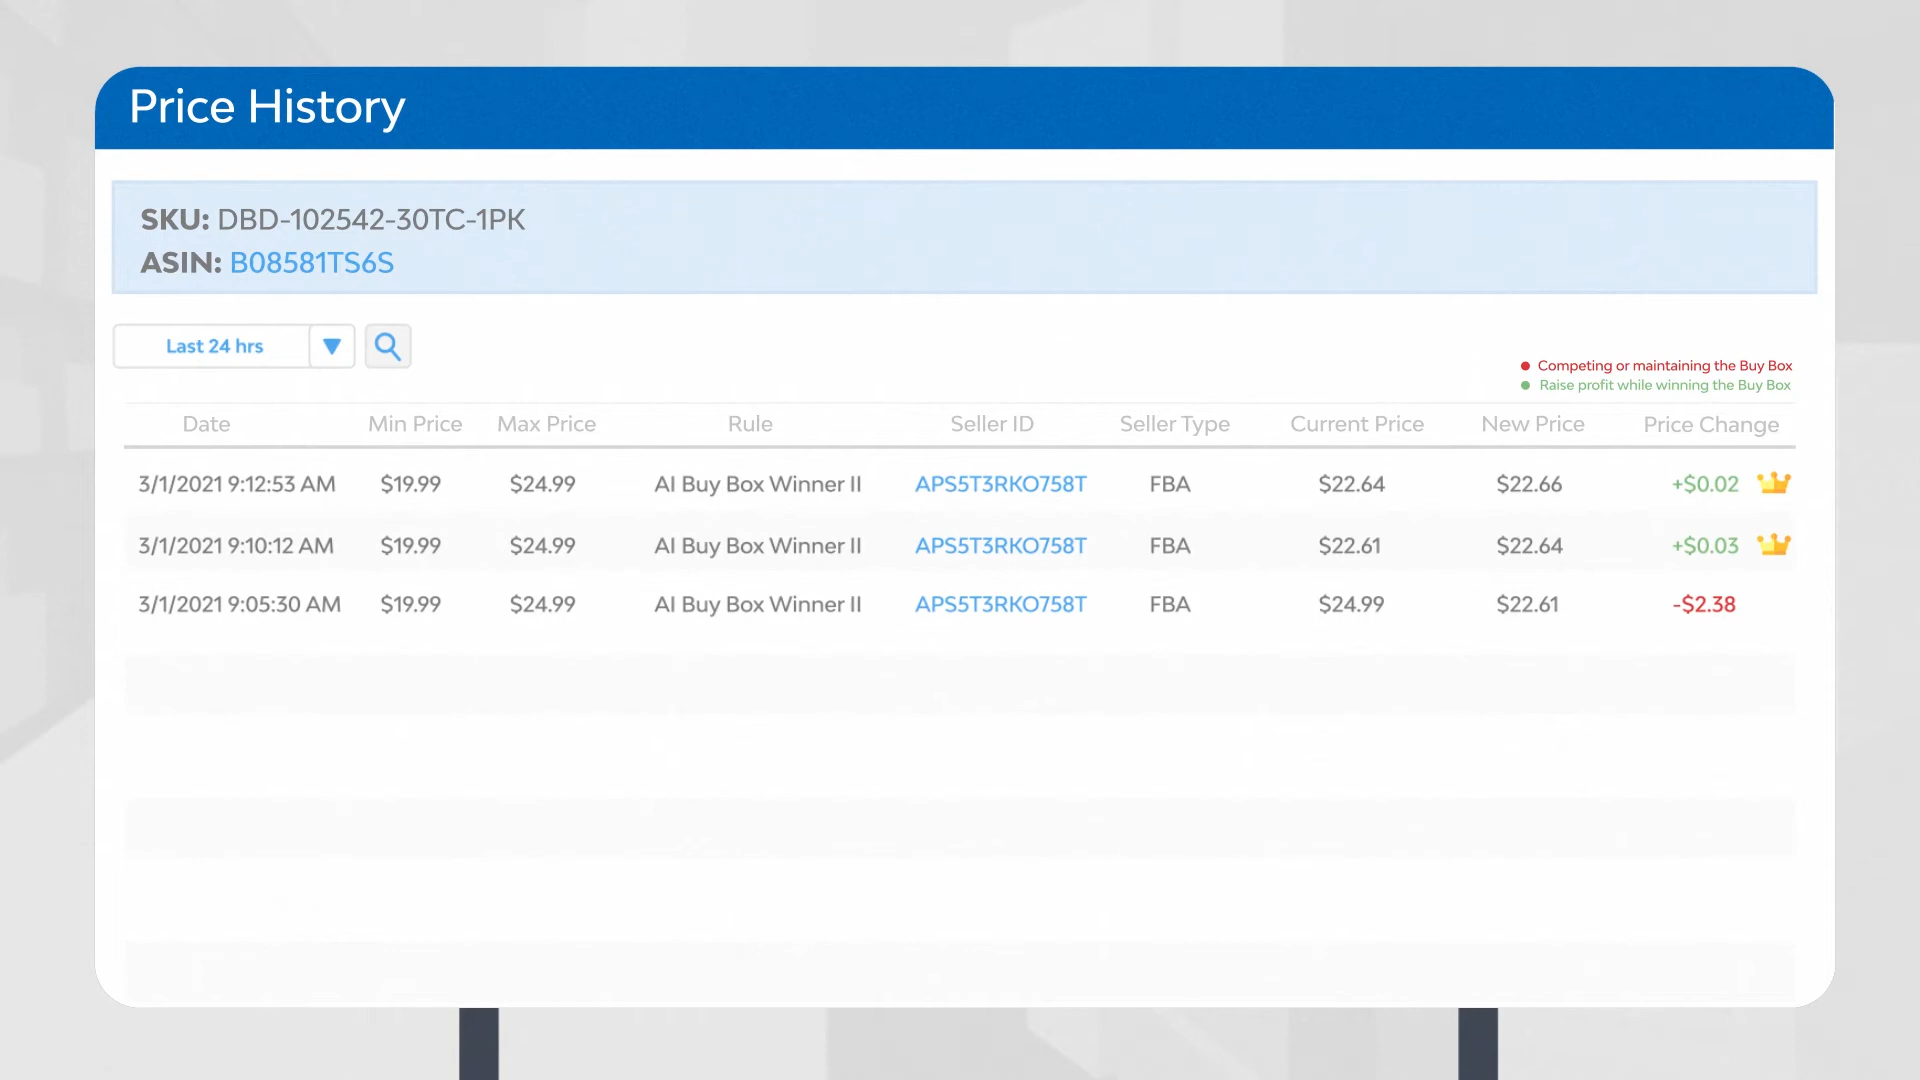 Price History
SKU: DBD-102542-30TC-1PK
ASIN: B08581TS6S
Last 24 hrs
Competing or maintaining the Buy Box
Raise profit while winning the Buy Box
Date Min Price Max Price Rule Seller ID Seller Type Current Price New Price Price Change
3/1/2021 9:12:53 AM $19.99 $24.99 AI Buy Box Winner II APS5T3RKO758T FBA $22.64 $22.66 +$0.02
3/1/2021 9:10:12 AM $19.99 $24.99 AI Buy Box Winner II APS5T3RKO758T FBA $22.61 $22.64 +$0.03
3/1/2021 9:05:30 AM $19.99 $24.99 AI Buy Box Winner II APS5T3RKO758T FBA $24.99 $22.61 -$2.38